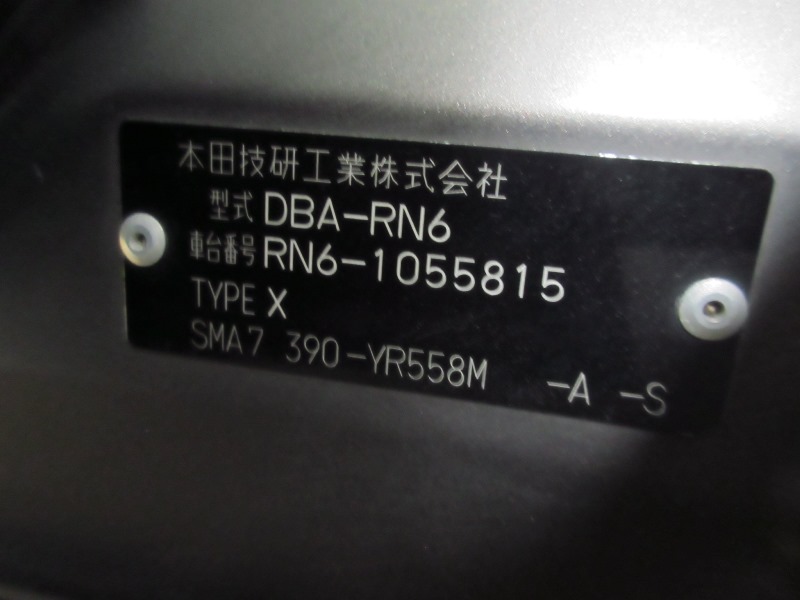 本田技研工業株式会社
型式 DBA-RN6
車台番号 RN6-1055815
TYPE X
SMA7 390-YR558M -A -S